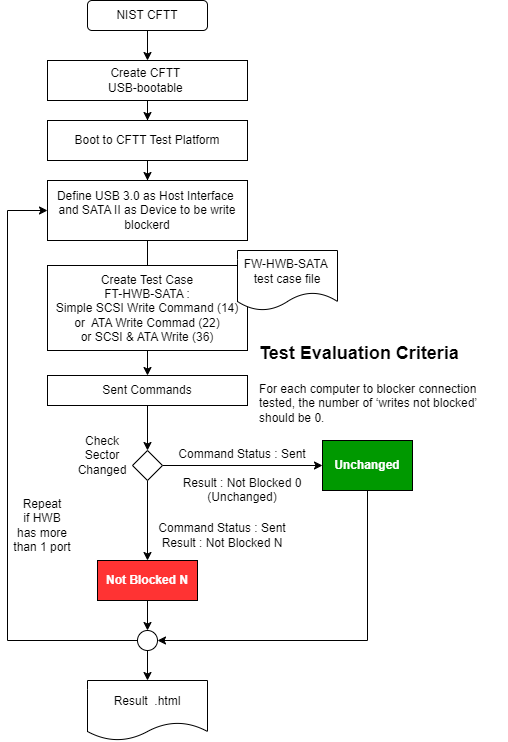 NIST CFTT
Create CFTT
USB-bootable
Boot to CFTT Test Platform
Define USB 3.0 as Host Interface
and SATA II as Device to be write
blockerd
FW-HWB-SATA
test case file
Create Test Case
FT-HWB-SATA :
Simple SCSI Write Command (14)
or ATA Write Commad (22)
or SCSI & ATA Write (36)
Test Evaluation Criteria
For each computer to blocker connection
tested, the number of ‘writes not blocked’
should be 0.
Sent Commands
Check
Sector
Changed
Command Status : Sent
Result : Not Blocked 0
(Unchanged)
Unchanged
Repeat
if HWB
has more
than 1 port
Command Status : Sent
Result : Not Blocked N
Not Blocked N
Result .html